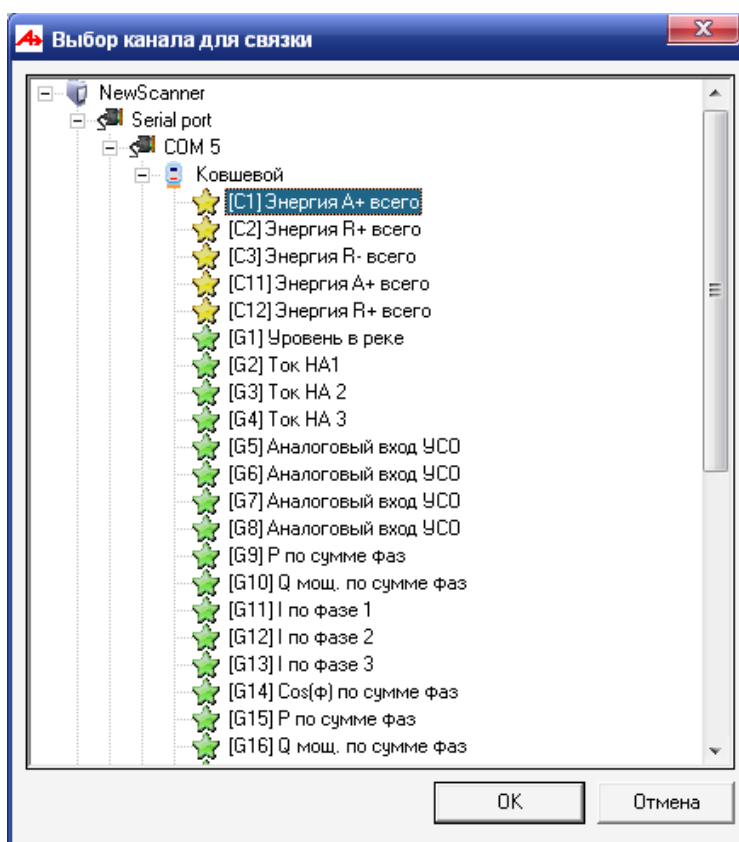 Выбор канала для связки
NewScanner
Serial port
COM 5
Ковшевой
[C1] Энергия A+ всего
[C2] Энергия R+ всего
[C3] Энергия R- всего
[C11] Энергия A+ всего
[C12] Энергия R+ всего
[G1] Уровень в реке
[G2] Ток НА1
[G3] Ток НА 2
[G4] Ток НА 3
[G5] Аналоговый вход УСО
[G6] Аналоговый вход УСО
[G7] Аналоговый вход УСО
[G8] Аналоговый вход УСО
[G9] P по сумме фаз
[G10] Q мощ. по сумме фаз
[G11] I по фазе 1
[G12] I по фазе 2
[G13] I по фазе 3
[G14] Cos(φ) по сумме фаз
[G15] P по сумме фаз
[G16] Q мощ. по сумме фаз
OK Отмена